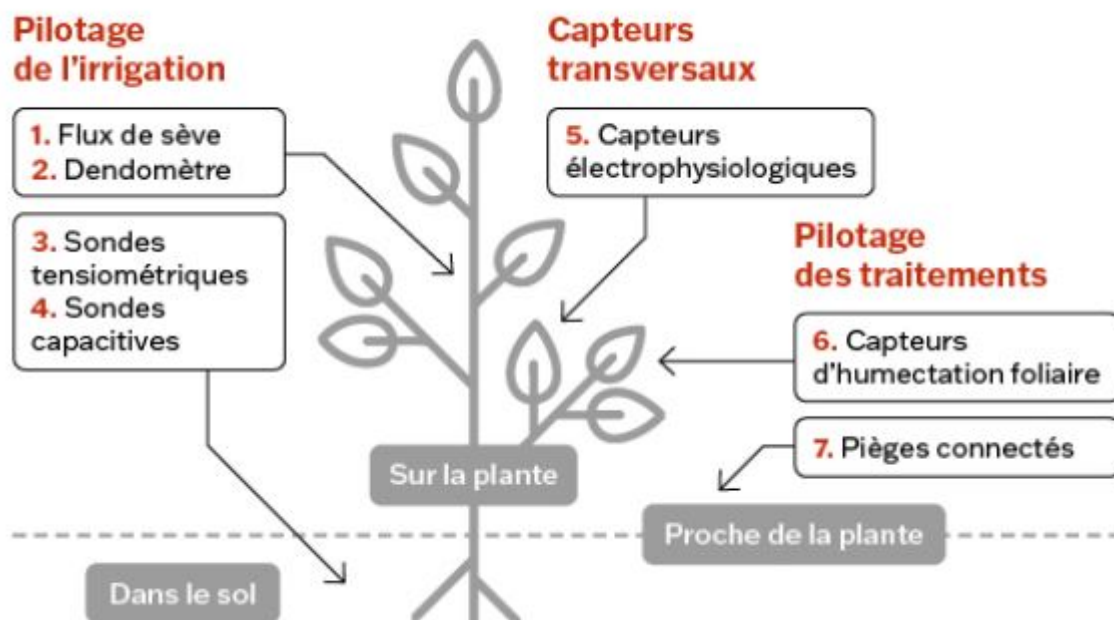 Pilotage
de l'irrigation
1. Flux de sève
2. Dendomètre
3. Sondes
tensiométriques
4. Sondes
capacitives
Capteurs
transversaux
5. Capteurs
électrophysiologiques
Pilotage
des traitements
6. Capteurs
d'humectation foliaire
7. Pièges connectés
Sur la plante
Proche de la plante
Dans le sol